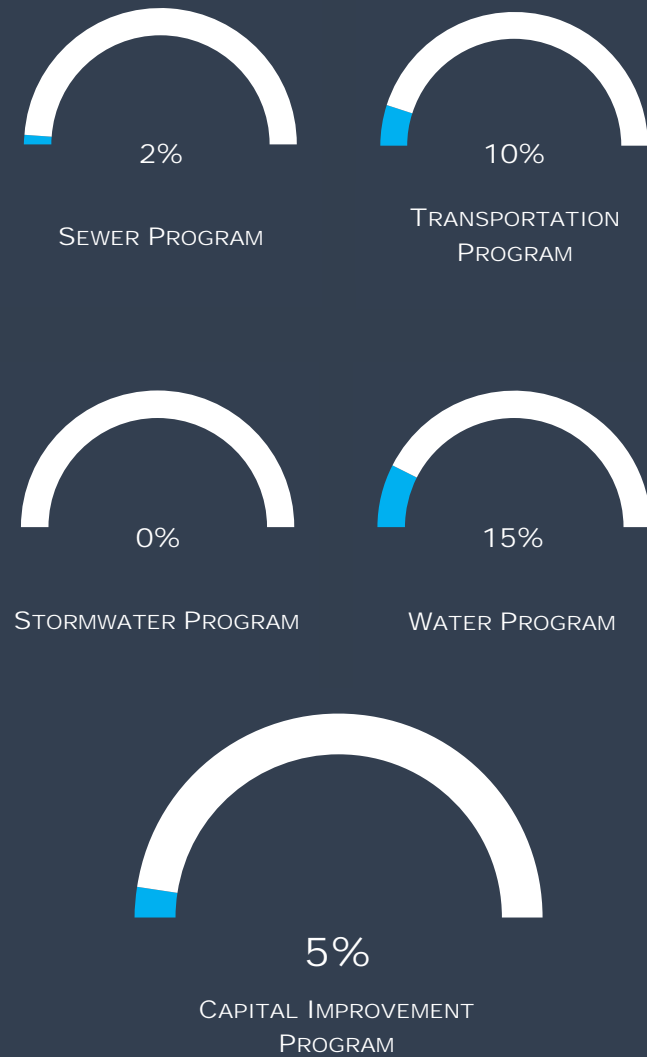 2%
10%
SEWER PROGRAM
TRANSPORTATION
PROGRAM
0%
15%
STORMWATER PROGRAM
WATER PROGRAM
5%
CAPITAL IMPROVEMENT
PROGRAM